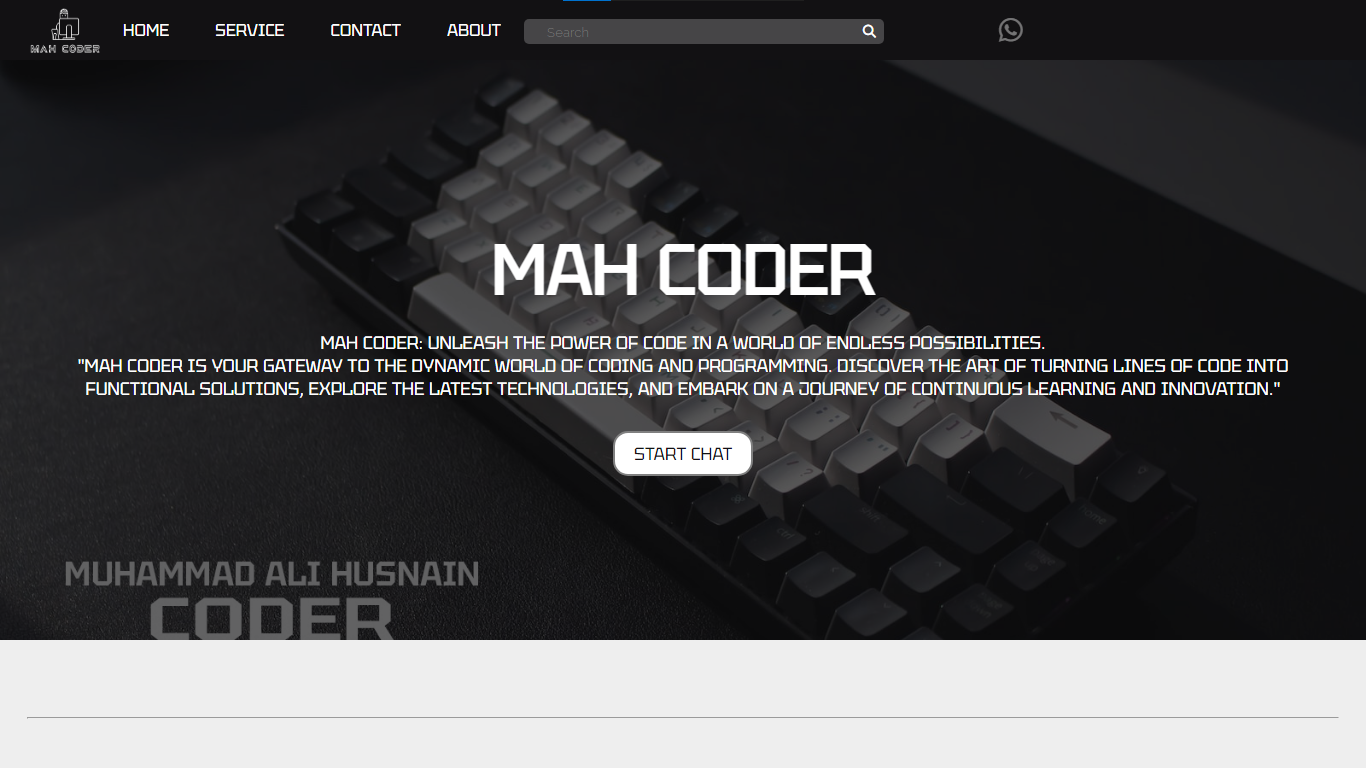 MAH CODER
HOME
SERVICE
CONTACT
ABOUT
Search
MAH CODER
MAH CODER: UNLEASH THE POWER OF CODE IN A WORLD OF ENDLESS POSSIBILITIES.
"MAH CODER IS YOUR GATEWAY TO THE DYNAMIC WORLD OF CODING AND PROGRAMMING. DISCOVER THE ART OF TURNING LINES OF CODE INTO
FUNCTIONAL SOLUTIONS, EXPLORE THE LATEST TECHNOLOGIES, AND EMBARK ON A JOURNEY OF CONTINUOUS LEARNING AND INNOVATION."
START CHAT
MUHAMMAD ALI HUSNAIN
CODER